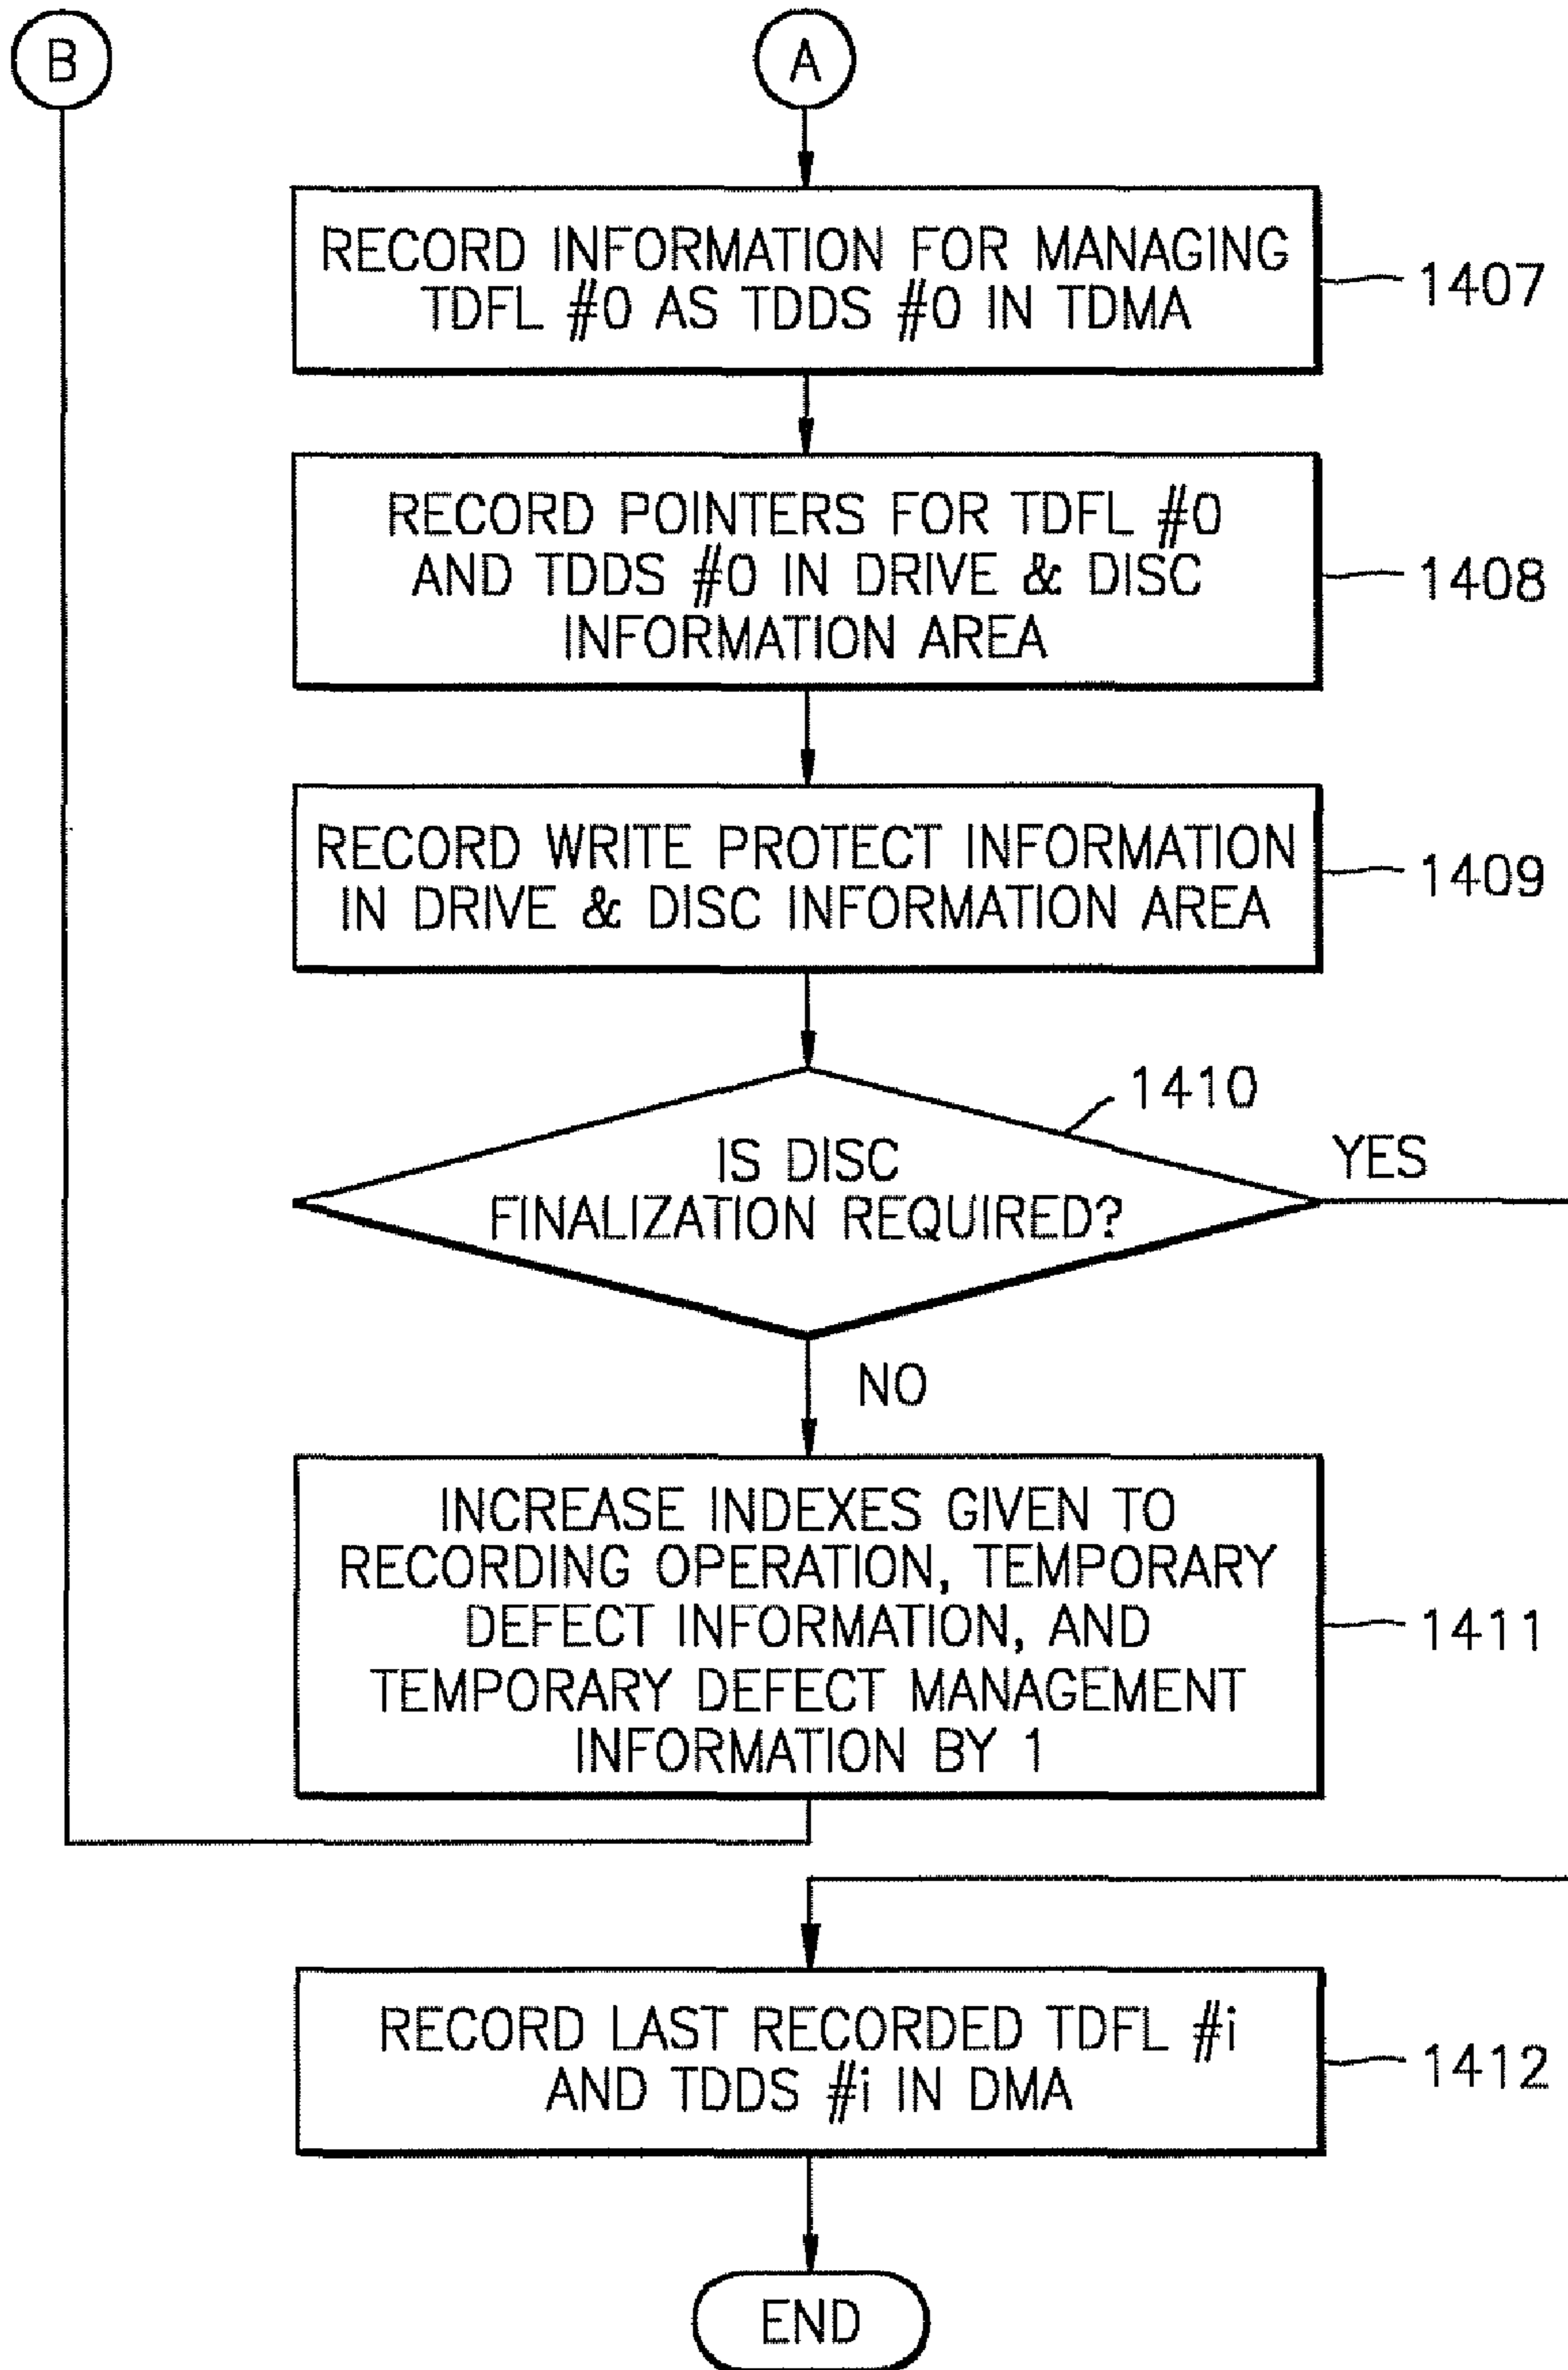 B
A
RECORD INFORMATION FOR MANAGING
TDFL #0 AS TDDS #0 IN TDMA
1407
RECORD POINTERS FOR TDFL #0
AND TDDS #0 IN DRIVE & DISC
INFORMATION AREA
1408
RECORD WRITE PROTECT INFORMATION
IN DRIVE & DISC INFORMATION AREA
1409
1410
IS DISC
FINALIZATION REQUIRED?
YES
NO
INCREASE INDEXES GIVEN TO
RECORDING OPERATION, TEMPORARY
DEFECT INFORMATION, AND
TEMPORARY DEFECT MANAGEMENT
INFORMATION BY 1
1411
RECORD LAST RECORDED TDFL #i
AND TDDS #i IN DMA
1412
END